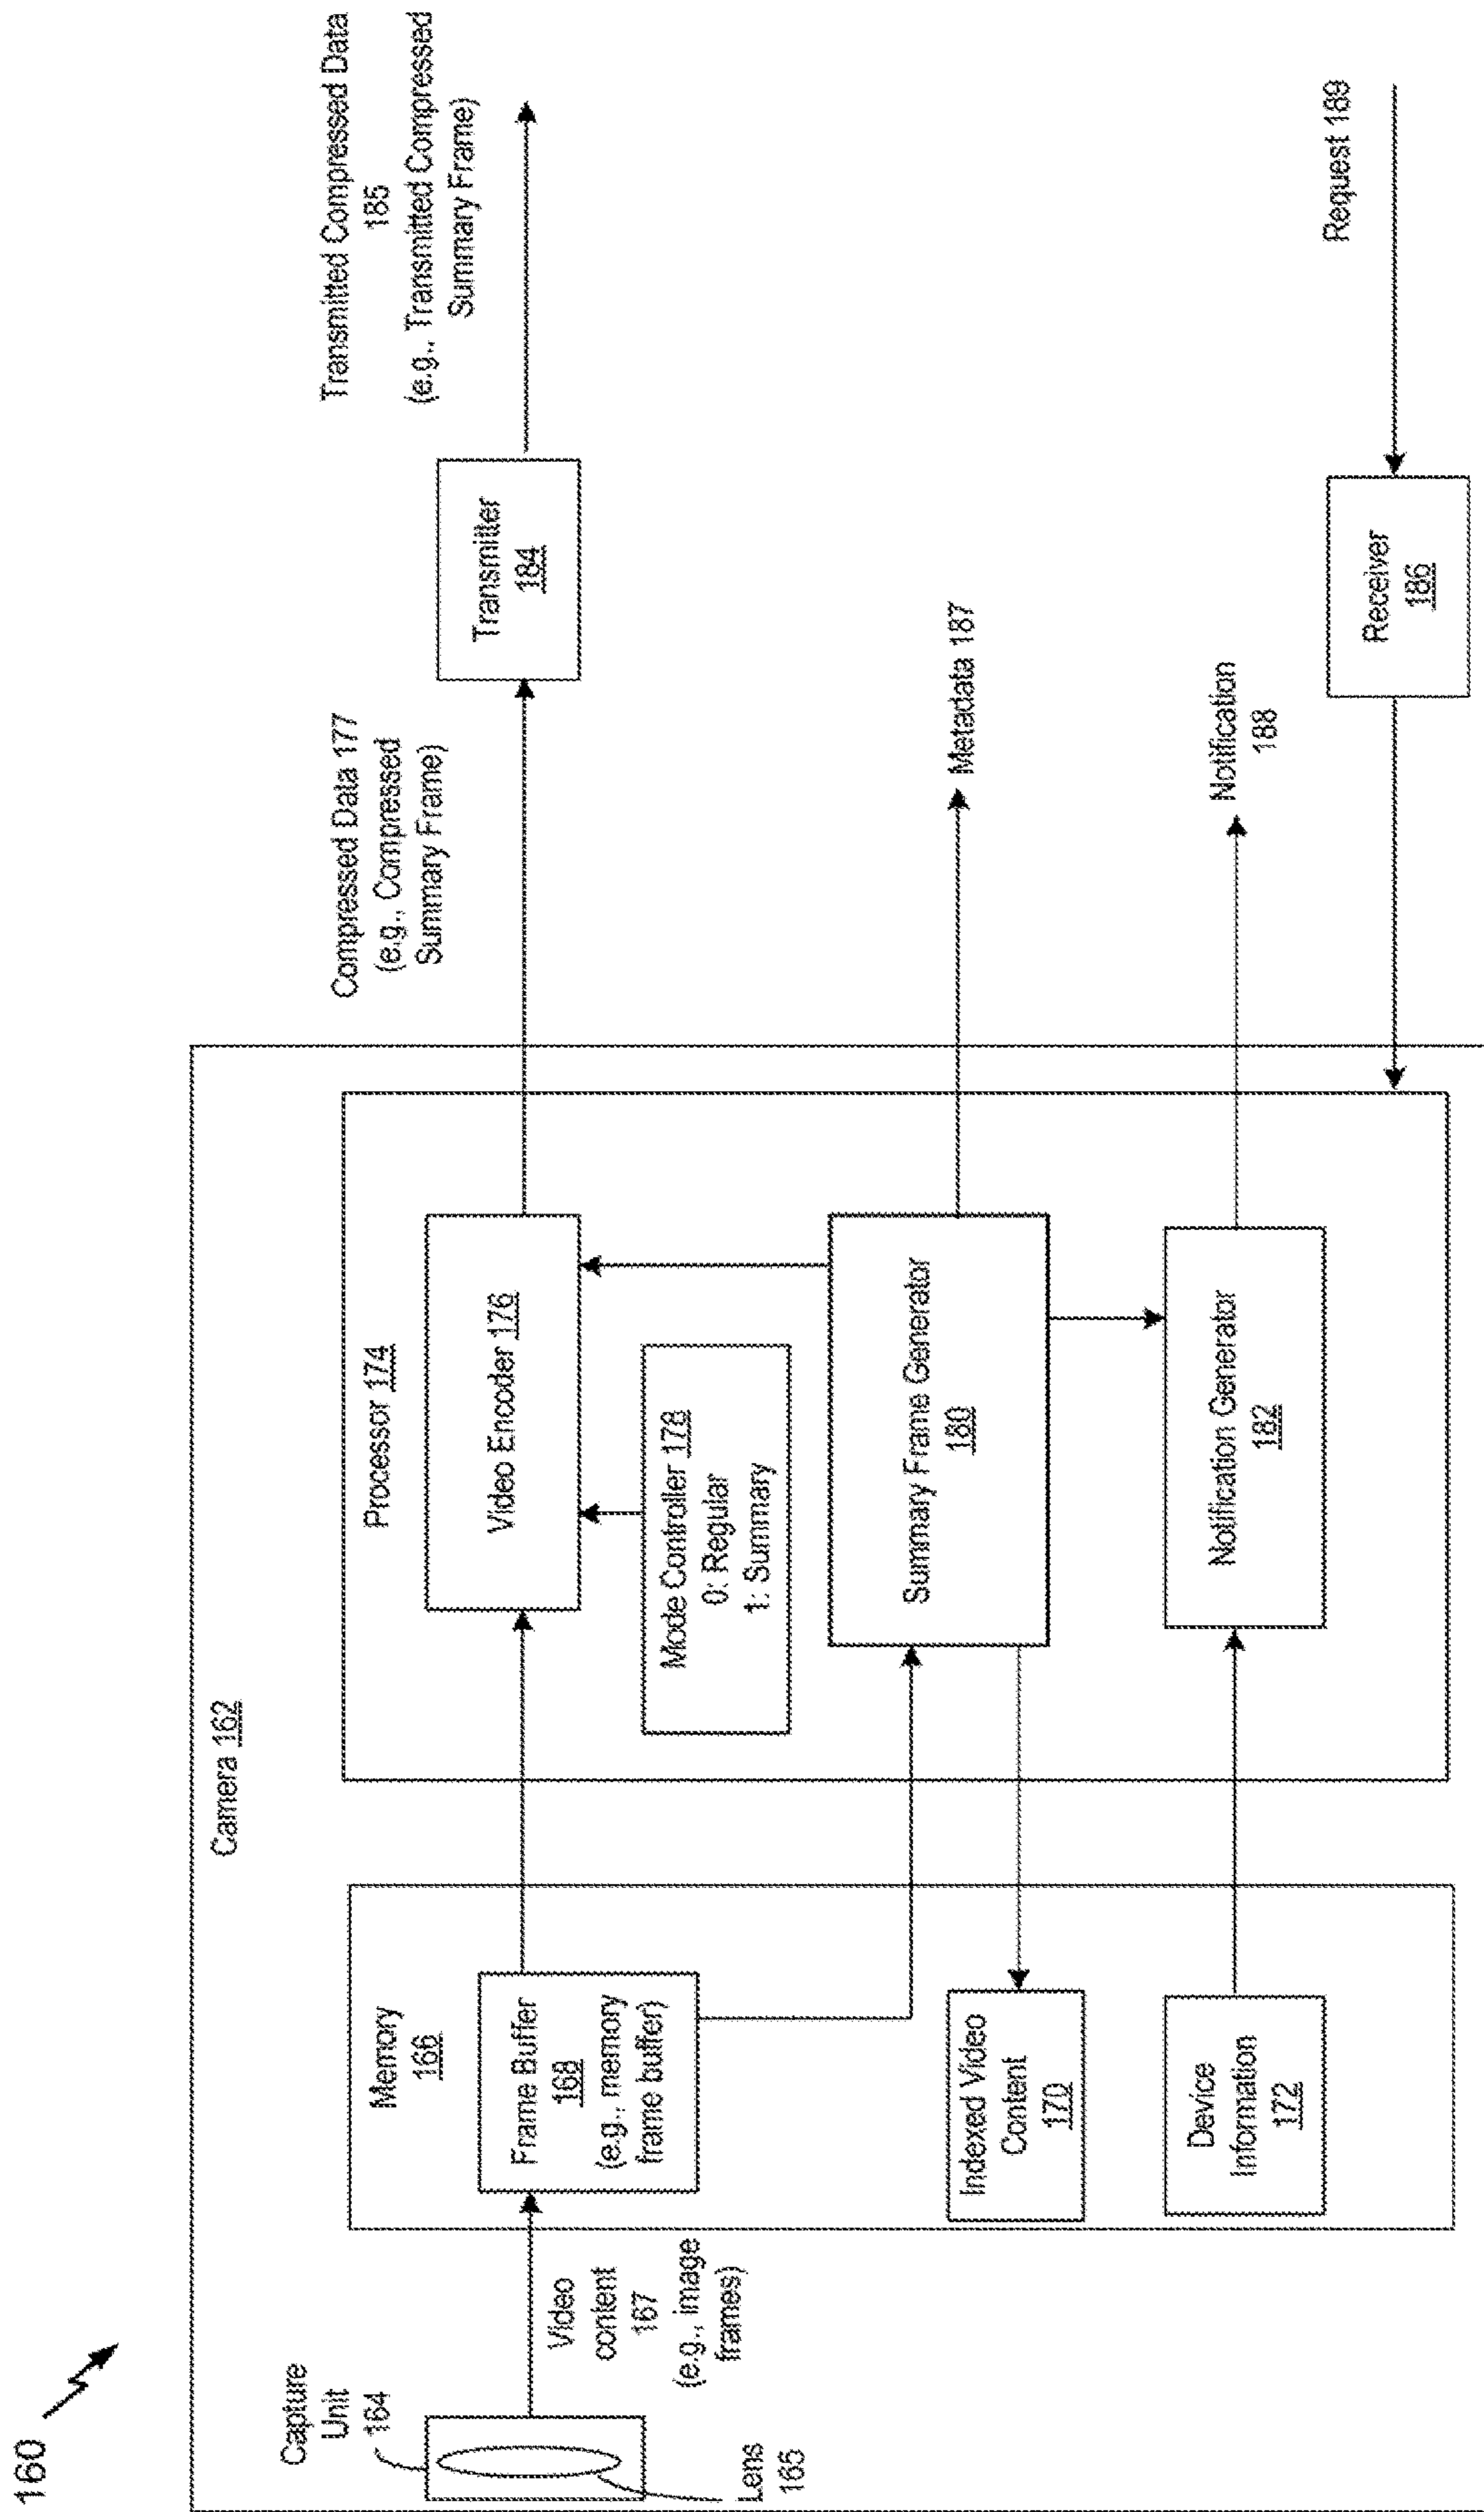 160
Camera 162
Capture
Unit
164
Lens
165
Video
content
167
(e.g., image
frames)
Memory
166
Frame Buffer
168
(e.g., memory
frame buffer)
Indexed Video
Content
170
Device
Information
172
Processor 174
Video Encoder 176
Mode Controller 178
0: Regular
1: Summary
Summary Frame Generator
180
Notification Generator
182
Compressed Data 177
(e.g., Compressed
Summary Frame)
Transmitter
184
Transmitted Compressed Data
185
(e.g., Transmitted Compressed
Summary Frame)
Metadata 187
Notification
188
Receiver
186
Request 189